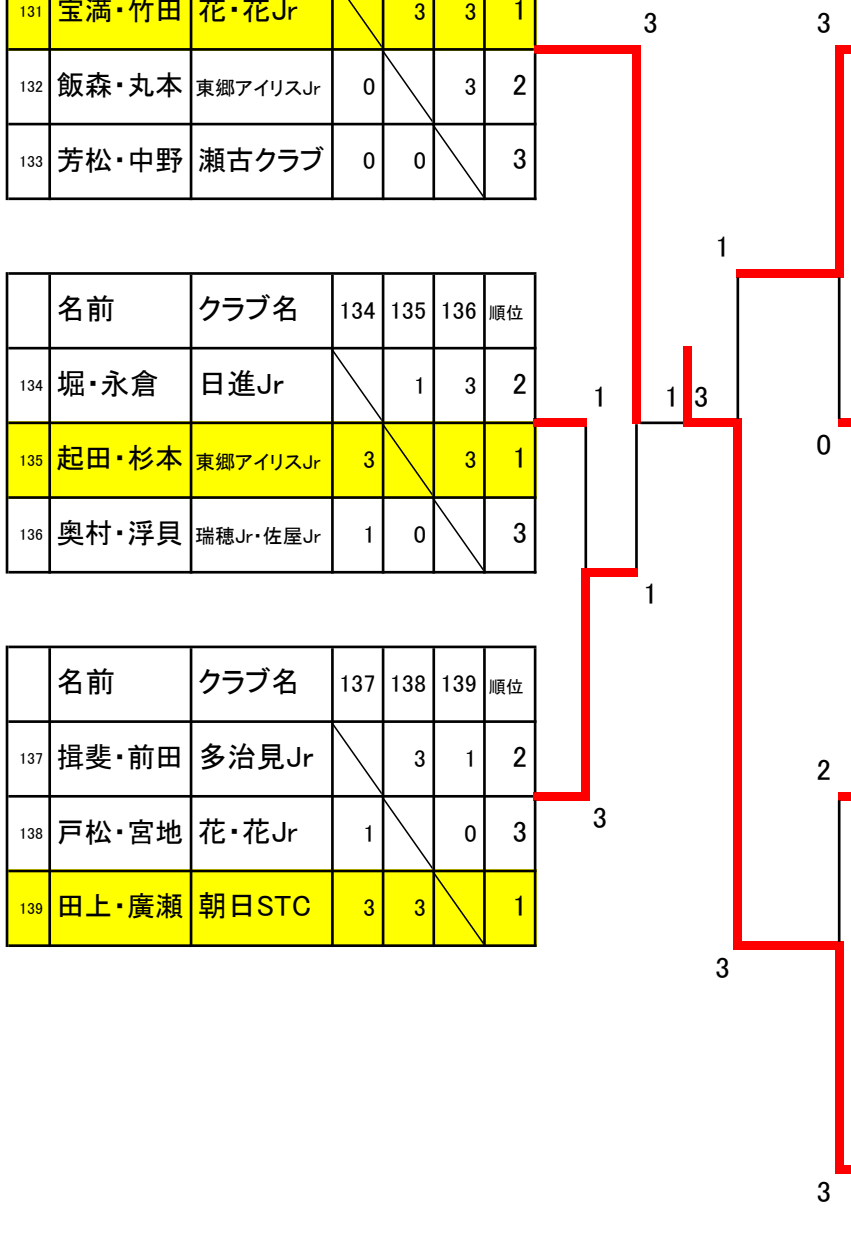 131 宝満・竹田 花・花Jr 3 3 1
3 3
132 飯森・丸本 東郷アイリスJr 0 3 2
133 芳松・中野 瀬古クラブ 0 0 3
1
名前 クラブ名 134 135 136 順位
134 堀・永倉 日進Jr 1 3 2
1 1 3
0
135 起田・杉本 東郷アイリスJr 3 3 1
136 奥村・浮貝 瑞穂Jr・佐屋Jr 1 0 3
1
名前 クラブ名 137 138 139 順位
137 揖斐・前田 多治見Jr 3 1 2
2
3
138 戸松・宮地 花・花Jr 1 0 3
139 田上・廣瀬 朝日STC 3 3 1
3
3